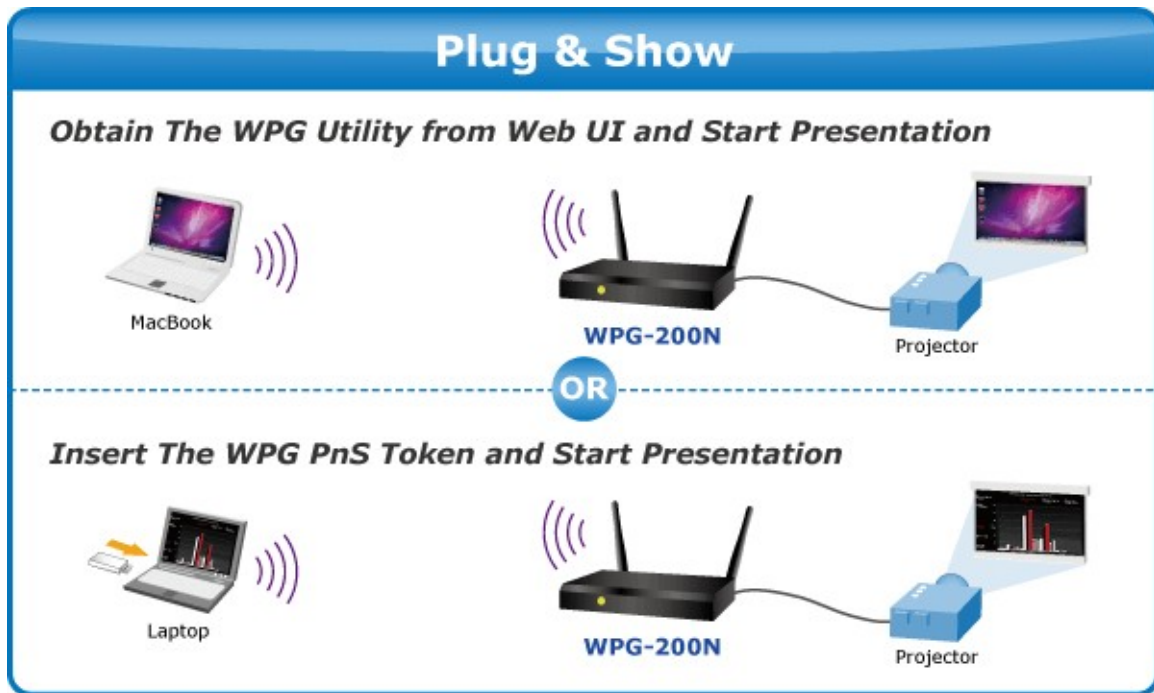 Plug & Show
Obtain The WPG Utility from Web UI and Start Presentation
MacBook
WPG-200N
Projector
OR
Insert The WPG PnS Token and Start Presentation
Laptop
WPG-200N
Projector